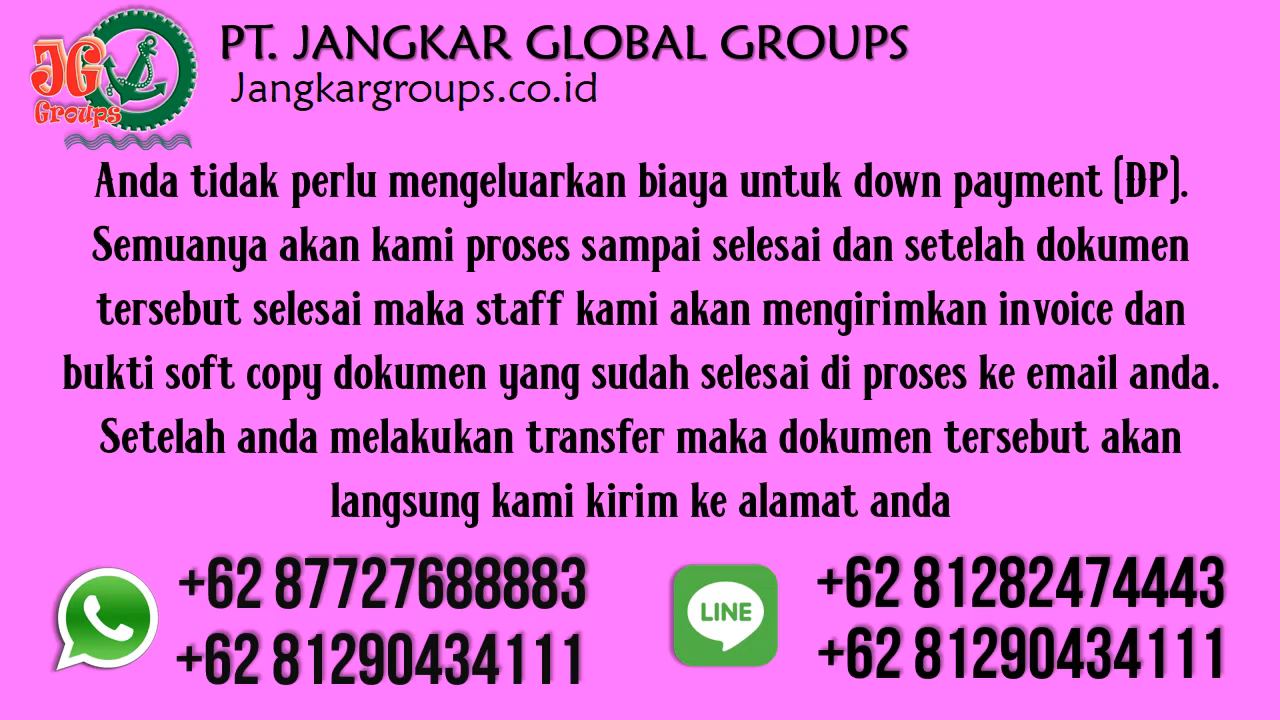 JG
Groups
PT. JANGKAR GLOBAL GROUPS
Jangkargroups.co.id
Anda tidak perlu mengeluarkan biaya untuk down payment (DP).
Semuanya akan kami proses sampai selesai dan setelah dokumen
tersebut selesai maka staff kami akan mengirimkan invoice dan
bukti soft copy dokumen yang sudah selesai di proses ke email anda.
Setelah anda melakukan transfer maka dokumen tersebut akan
langsung kami kirim ke alamat anda
+62 87727688883
+62 81290434111
LINE
+62 81282474443
+62 81290434111